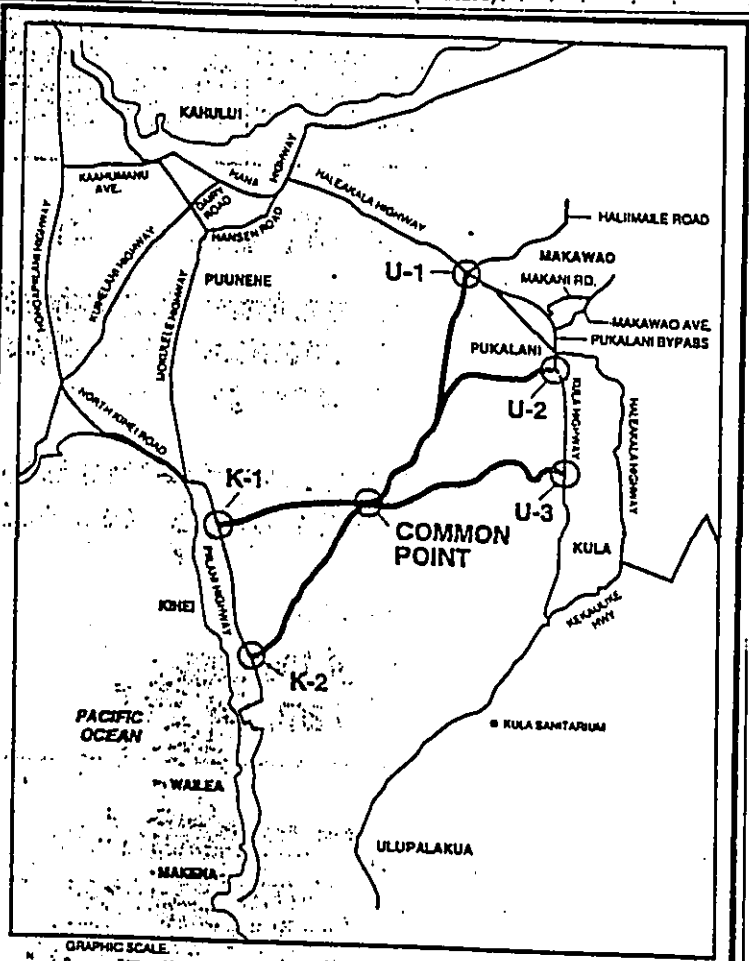 KAHULUI
KAAHUMANU
AVE.
HANA
HIGHWAY
DAIRY
ROAD
HANSEN ROAD
HALEAKALA HIGHWAY
HALIIMAILE ROAD
MAKAWAO
MAKANI RD.
MAKAWAO AVE.
PUKALANI BYPASS
U-1
PUKALANI
U-2
HONOAPIILANI HIGHWAY
KUIHELANI HIGHWAY
PUUNENE
MOKULELE HIGHWAY
KULA HIGHWAY
HALEAKALA HIGHWAY
NORTH KIHEI ROAD
K-1
COMMON
POINT
U-3
KULA
PIILANI HIGHWAY
KIHEI
KEKAULIKE
HWY
K-2
PACIFIC
OCEAN
KULA SANITARIUM
WAILEA
ULUPALAKUA
MAKENA
GRAPHIC SCALE
N